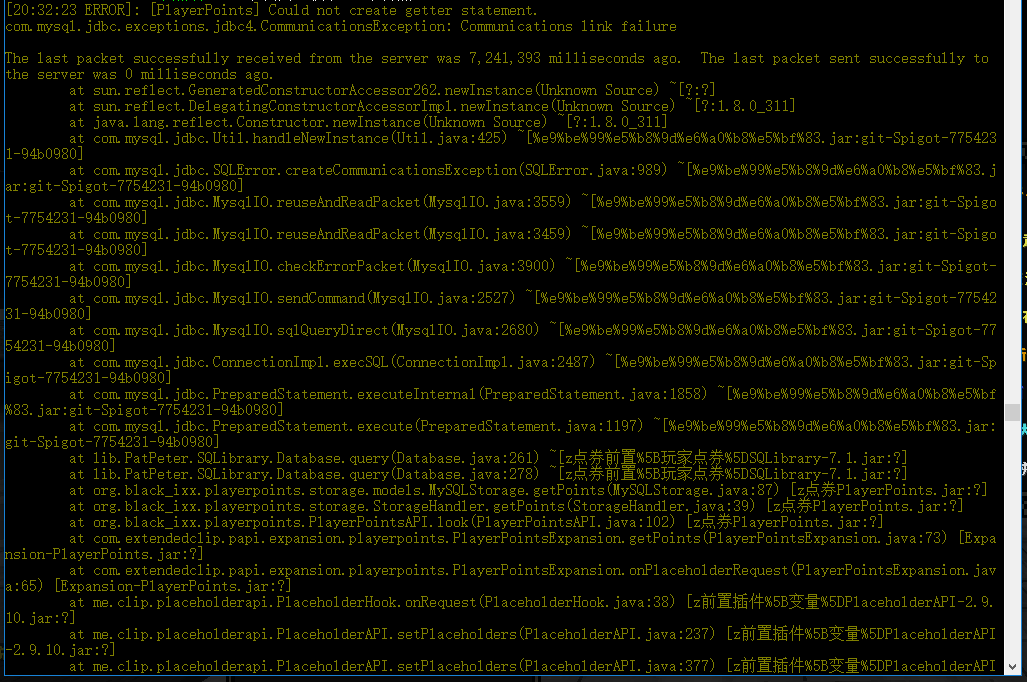 [20:32:23 ERROR]: [PlayerPoints] Could not create getter statement.
com.mysql.jdbc.exceptions.jdbc4.CommunicationsException: Communications link failure
The last packet successfully received from the server was 7,241,393 milliseconds ago.  The last packet sent successfully to
the server was 0 milliseconds ago.
at sun.reflect.GeneratedConstructorAccessor262.newInstance(Unknown Source) ~[?:?]
at sun.reflect.DelegatingConstructorAccessorImpl.newInstance(Unknown Source) ~[?:1.8.0_311]
at java.lang.reflect.Constructor.newInstance(Unknown Source) ~[?:1.8.0_311]
at com.mysql.jdbc.Util.handleNewInstance(Util.java:425) ~[%e9%be%99%e5%b8%9d%e6%a0%b8%e5%bf%83.jar:git-Spigot-775423
1-94b0980]
at com.mysql.jdbc.SQLError.createCommunicationsException(SQLError.java:989) ~[%e9%be%99%e5%b8%9d%e6%a0%b8%e5%bf%83.j
ar:git-Spigot-7754231-94b0980]
at com.mysql.jdbc.MysqlIO.reuseAndReadPacket(MysqlIO.java:3559) ~[%e9%be%99%e5%b8%9d%e6%a0%b8%e5%bf%83.jar:git-Spigo
t-7754231-94b0980]
at com.mysql.jdbc.MysqlIO.reuseAndReadPacket(MysqlIO.java:3459) ~[%e9%be%99%e5%b8%9d%e6%a0%b8%e5%bf%83.jar:git-Spigo
t-7754231-94b0980]
at com.mysql.jdbc.MysqlIO.checkErrorPacket(MysqlIO.java:3900) ~[%e9%be%99%e5%b8%9d%e6%a0%b8%e5%bf%83.jar:git-Spigot-
7754231-94b0980]
at com.mysql.jdbc.MysqlIO.sendCommand(MysqlIO.java:2527) ~[%e9%be%99%e5%b8%9d%e6%a0%b8%e5%bf%83.jar:git-Spigot-77542
31-94b0980]
at com.mysql.jdbc.MysqlIO.sqlQueryDirect(MysqlIO.java:2680) ~[%e9%be%99%e5%b8%9d%e6%a0%b8%e5%bf%83.jar:git-Spigot-77
54231-94b0980]
at com.mysql.jdbc.ConnectionImpl.execSQL(ConnectionImpl.java:2487) ~[%e9%be%99%e5%b8%9d%e6%a0%b8%e5%bf%83.jar:git-Sp
igot-7754231-94b0980]
at com.mysql.jdbc.PreparedStatement.executeInternal(PreparedStatement.java:1858) ~[%e9%be%99%e5%b8%9d%e6%a0%b8%e5%bf
%83.jar:git-Spigot-7754231-94b0980]
at com.mysql.jdbc.PreparedStatement.execute(PreparedStatement.java:1197) ~[%e9%be%99%e5%b8%9d%e6%a0%b8%e5%bf%83.jar:
git-Spigot-7754231-94b0980]
at lib.PatPeter.SQLibrary.Database.query(Database.java:261) ~[z点券前置%5B玩家点券%5DSQLibrary-7.1.jar:?]
at lib.PatPeter.SQLibrary.Database.query(Database.java:278) ~[z点券前置%5B玩家点券%5DSQLibrary-7.1.jar:?]
at org.black_ixx.playerpoints.storage.models.MySQLStorage.getPoints(MySQLStorage.java:87) [z点券PlayerPoints.jar:?]
at org.black_ixx.playerpoints.storage.StorageHandler.getPoints(StorageHandler.java:39) [z点券PlayerPoints.jar:?]
at org.black_ixx.playerpoints.PlayerPointsAPI.look(PlayerPointsAPI.java:102) [z点券PlayerPoints.jar:?]
at com.extendedclip.papi.expansion.playerpoints.PlayerPointsExpansion.getPoints(PlayerPointsExpansion.java:73) [Expa
nsion-PlayerPoints.jar:?]
at com.extendedclip.papi.expansion.playerpoints.PlayerPointsExpansion.onPlaceholderRequest(PlayerPointsExpansion.jav
a:65) [Expansion-PlayerPoints.jar:?]
at me.clip.placeholderapi.PlaceholderHook.onRequest(PlaceholderHook.java:38) [z前置插件%5B变量%5DPlaceholderAPI-2.9.
10.jar:?]
at me.clip.placeholderapi.PlaceholderAPI.setPlaceholders(PlaceholderAPI.java:237) [z前置插件%5B变量%5DPlaceholderAPI
-2.9.10.jar:?]
at me.clip.placeholderapi.PlaceholderAPI.setPlaceholders(PlaceholderAPI.java:377) [z前置插件%5B变量%5DPlaceholderAPI